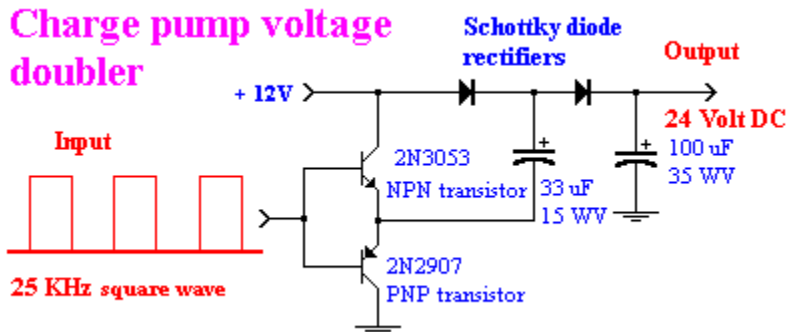 Charge pump voltage
doubler
Schottky diode
rectifiers
Output
+ 12V
24 Volt DC
Input
100 uF
35 WV
2N3053
NPN transistor
33 uF
15 WV
2N2907
PNP transistor
25 KHz square wave
+
+